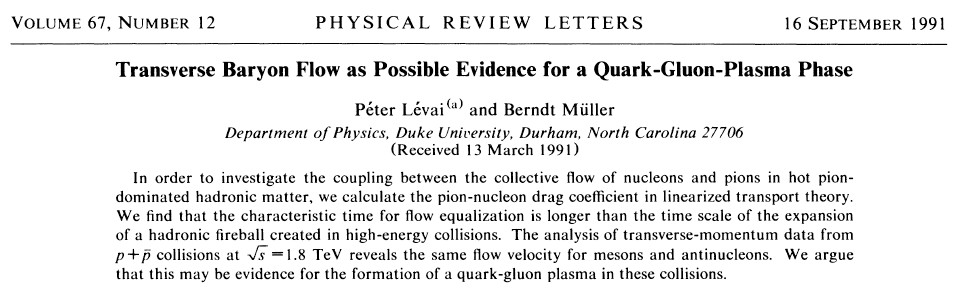 VOLUME 67, NUMBER 12 PHYSICAL REVIEW LETTERS 16 SEPTEMBER 1991
Transverse Baryon Flow as Possible Evidence for a Quark-Gluon-Plasma Phase
Péter Lévai (a) and Berndt Müller
Department of Physics, Duke University, Durham, North Carolina 27706
(Received 13 March 1991)
In order to investigate the coupling between the collective flow of nucleons and pions in hot pion-
dominated hadronic matter, we calculate the pion-nucleon drag coefficient in linearized transport theory.
We find that the characteristic time for flow equalization is longer than the time scale of the expansion
of a hadronic fireball created in high-energy collisions. The analysis of transverse-momentum data from
p+p̄ collisions at √s =1.8 TeV reveals the same flow velocity for mesons and antinucleons. We argue
that this may be evidence for the formation of a quark-gluon plasma in these collisions.